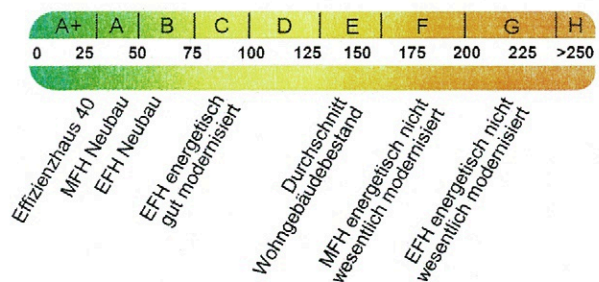 A+ A B C D E F G H
0 25 50 75 100 125 150 175 200 225 >250
Effizienzhaus 40
MFH Neubau
EFH Neubau
EFH energetisch
gut modernisiert
Durchschnitt
Wohngebäudebestand
MFH energetisch nicht
wesentlich modernisiert
EFH energetisch nicht
wesentlich modernisiert